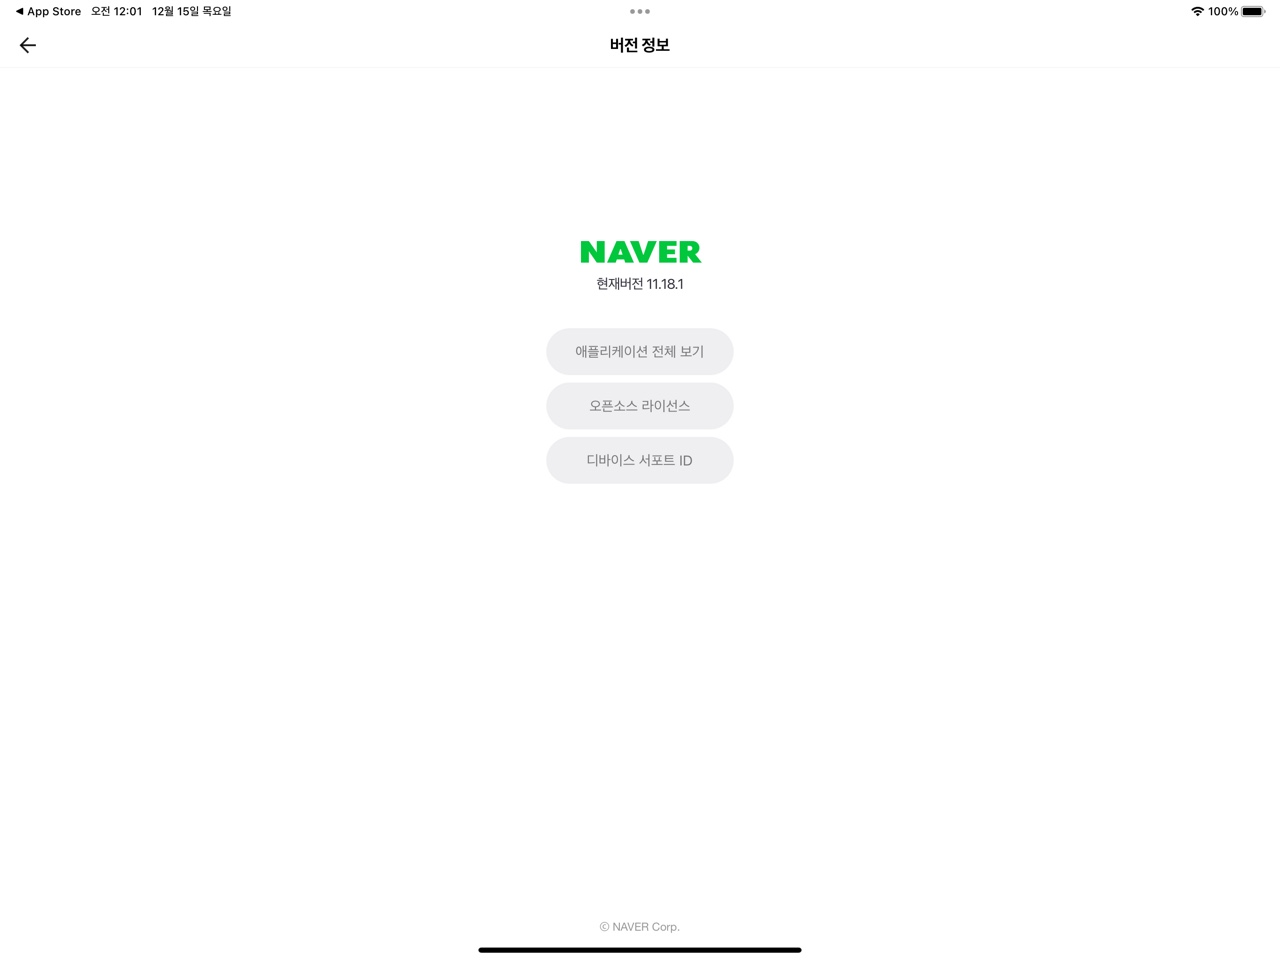 ◀ App Store 오전 12:01 12월 15일 목요일 100%
버전 정보
NAVER
현재버전 11.18.1
애플리케이션 전체 보기
오픈소스 라이선스
디바이스 서포트 ID
© NAVER Corp.